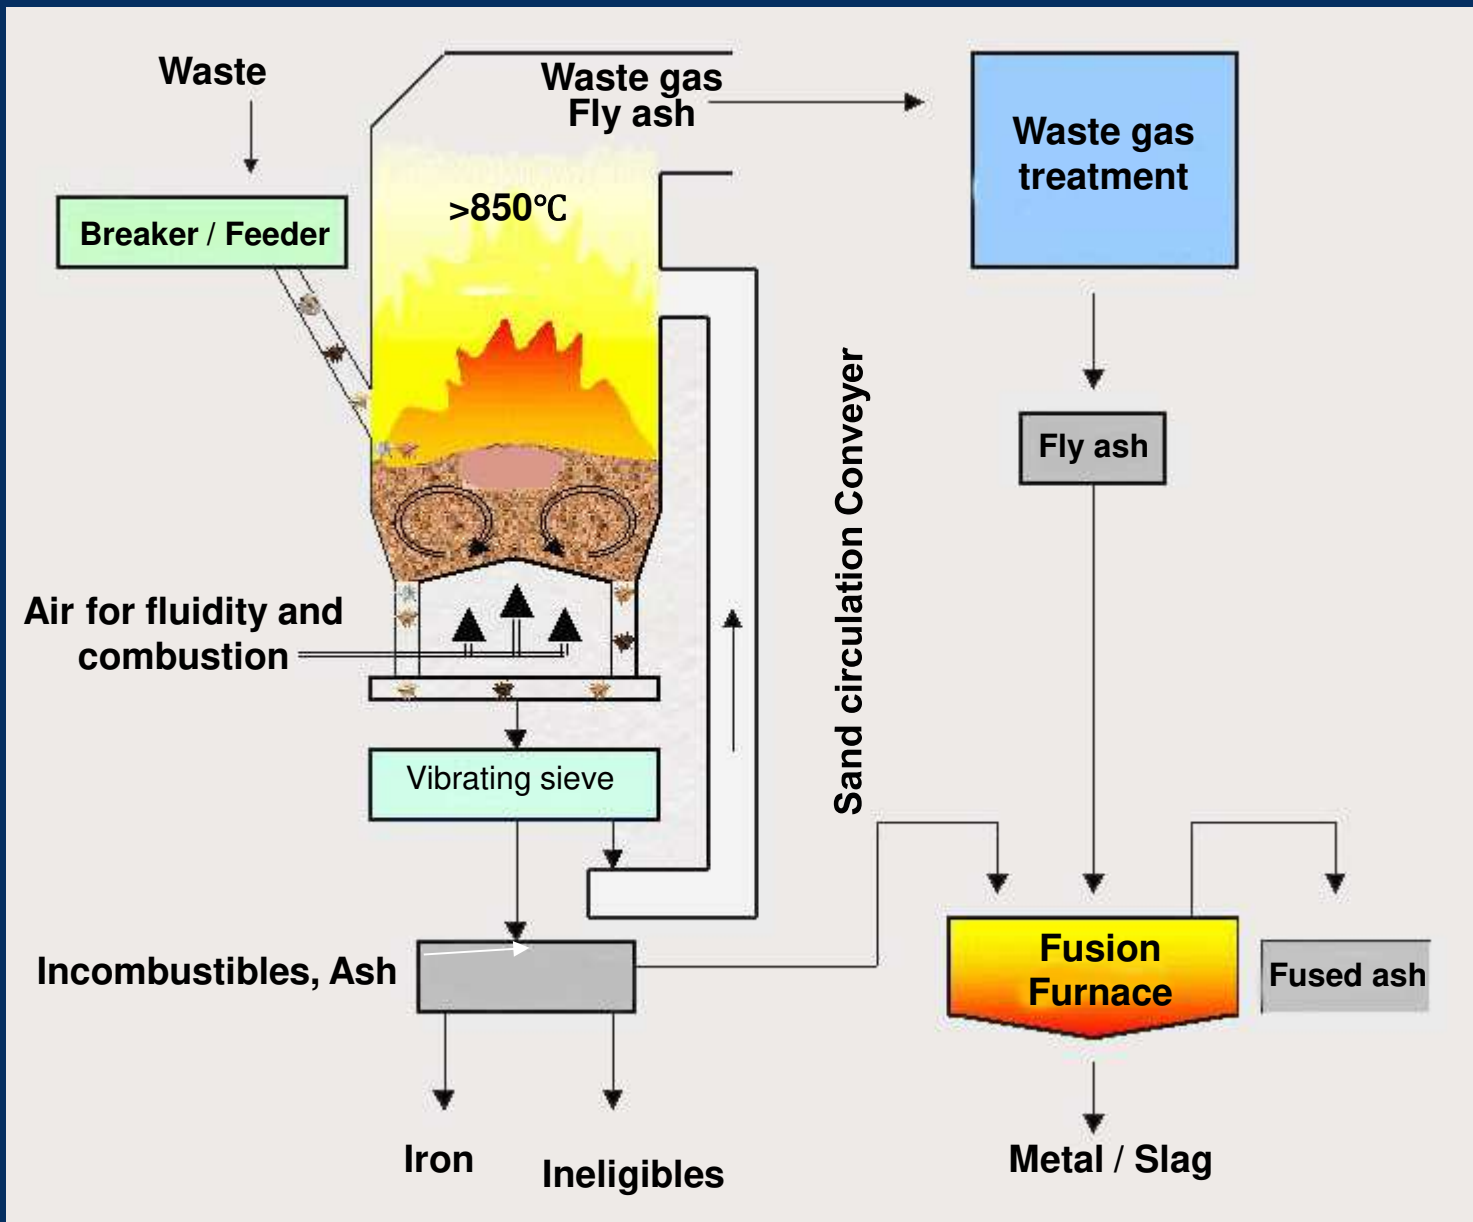 Waste
Waste gas
Fly ash
Waste gas
treatment
>850℃
Breaker / Feeder
Sand circulation Conveyer
Fly ash
Air for fluidity and
combustion
Vibrating sieve
Incombustibles, Ash
Fusion
Furnace
Fused ash
Iron
Ineligibles
Metal / Slag